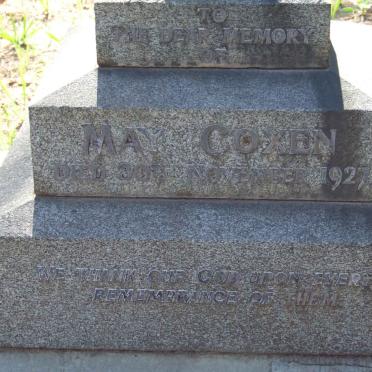 TO
THE DEAR MEMORY
OF
MAY COXEN
DIED 30TH NOVEMBER 1927
WE THANK OUR GOD UPON EVERY
REMEMBRANCE OF THEM